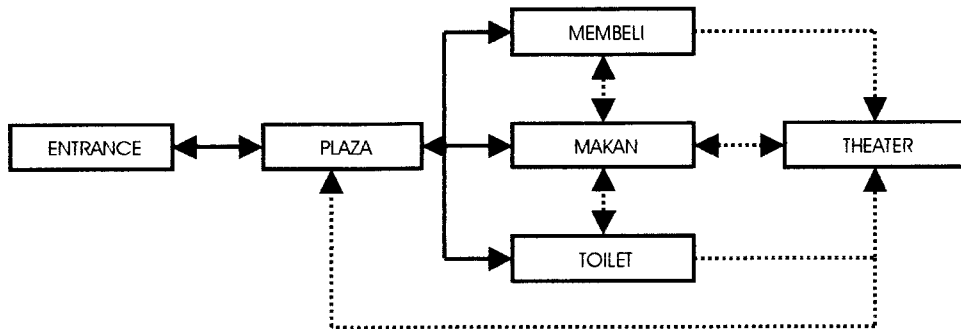 MEMBELI
ENTRANCE
PLAZA
MAKAN
THEATER
TOILET